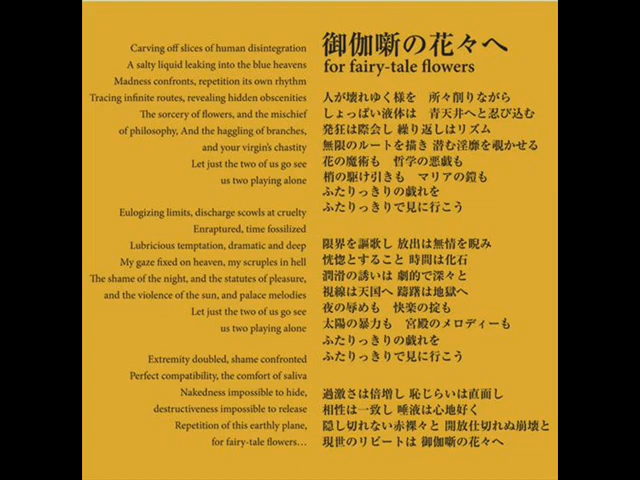 御伽噺の花々へ
for fairy-tale flowers
Carving off slices of human disintegration
A salty liquid leaking into the blue heavens
Madness confronts, repetition its own rhythm
Tracing infinite routes, revealing hidden obscenities
The sorcery of flowers, and the mischief
of philosophy, And the haggling of branches,
and your virgin's chastity
Let just the two of us go see
us two playing alone
Eulogizing limits, discharge scowls at cruelty
Enraptured, time fossilized
Lubricious temptation, dramatic and deep
My gaze fixed on heaven, my scruples in hell
The shame of the night, and the statutes of pleasure,
and the violence of the sun, and palace melodies
Let just the two of us go see
us two playing alone
Extremity doubled, shame confronted
Perfect compatibility, the comfort of saliva
Nakedness impossible to hide,
destructiveness impossible to release
Repetition of this earthly plane,
for fairy-tale flowers…
人が壊れゆく様を　所々削りながら
しょっぱい液体は　青天井へと忍び込む
発狂は際会し 繰り返しはリズム
無限のルートを描き 潜む淫靡を覗かせる
花の魔術も　哲学の悪戯も
梢の駆け引きも　マリアの鎧も
ふたりっきりの戯れを
ふたりっきりで見に行こう
限界を謳歌し 放出は無情を睨み
恍惚とすること 時間は化石
潤滑の誘いは 劇的で深々と
視線は天国へ 躊躇は地獄へ
夜の辱めも　快楽の掟も
太陽の暴力も　宮殿のメロディーも
ふたりっきりの戯れを
ふたりっきりで見に行こう
過激さは倍増し 恥じらいは直面し
相性は一致し 唾液は心地好く
隠し切れない赤裸々と 開放仕切れぬ崩壊と
現世のリピートは 御伽噺の花々へ